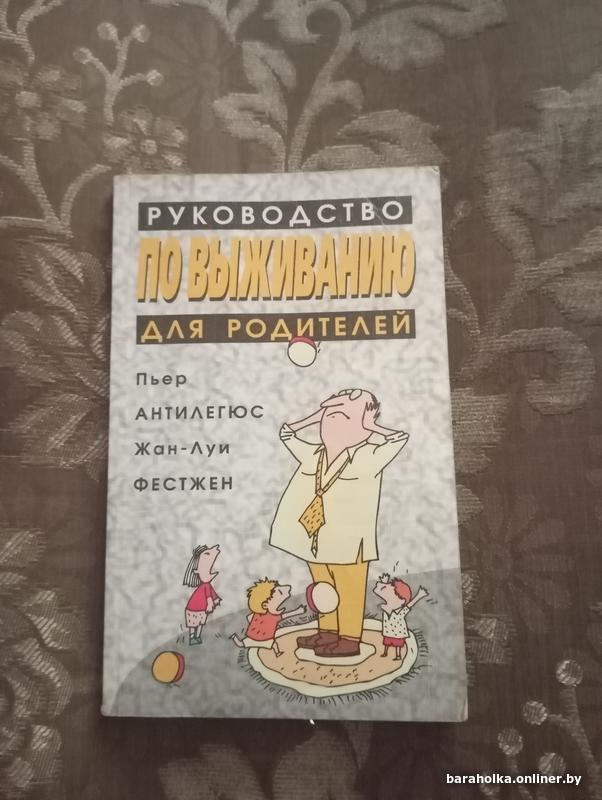 РУКОВОДСТВО
ПО ВЫЖИВАНИЮ
ДЛЯ РОДИТЕЛЕЙ
Пьер
АНТИЛЕГЮС
Жан-Луи
ФЕСТЖЕН
baraholka.onliner.by